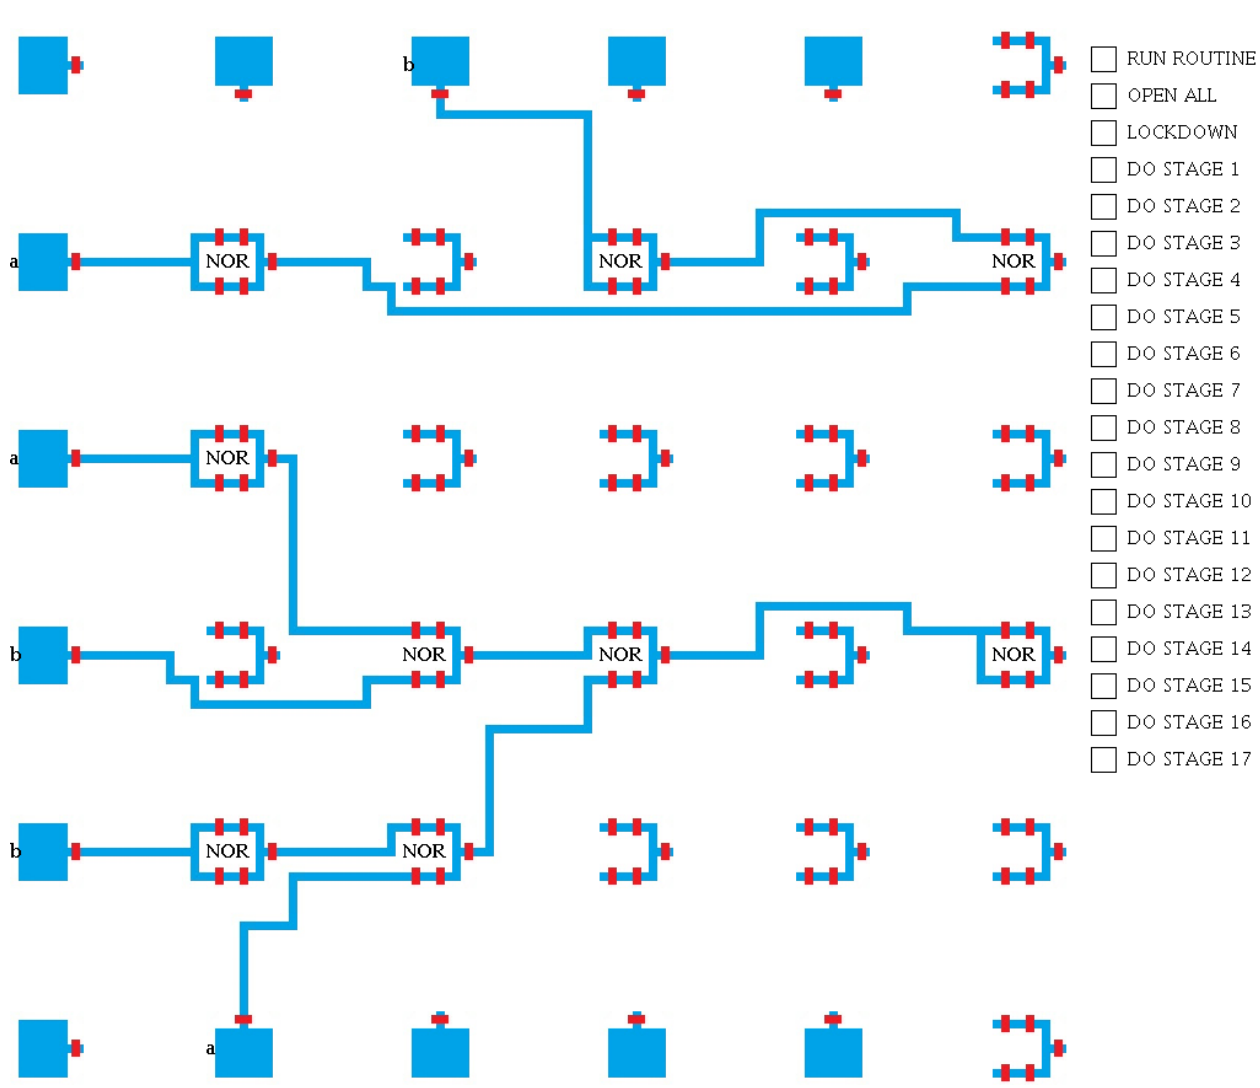 b
a NOR NOR NOR
a NOR
b NOR NOR NOR
b NOR NOR
a
RUN ROUTINE
OPEN ALL
LOCKDOWN
DO STAGE 1
DO STAGE 2
DO STAGE 3
DO STAGE 4
DO STAGE 5
DO STAGE 6
DO STAGE 7
DO STAGE 8
DO STAGE 9
DO STAGE 10
DO STAGE 11
DO STAGE 12
DO STAGE 13
DO STAGE 14
DO STAGE 15
DO STAGE 16
DO STAGE 17